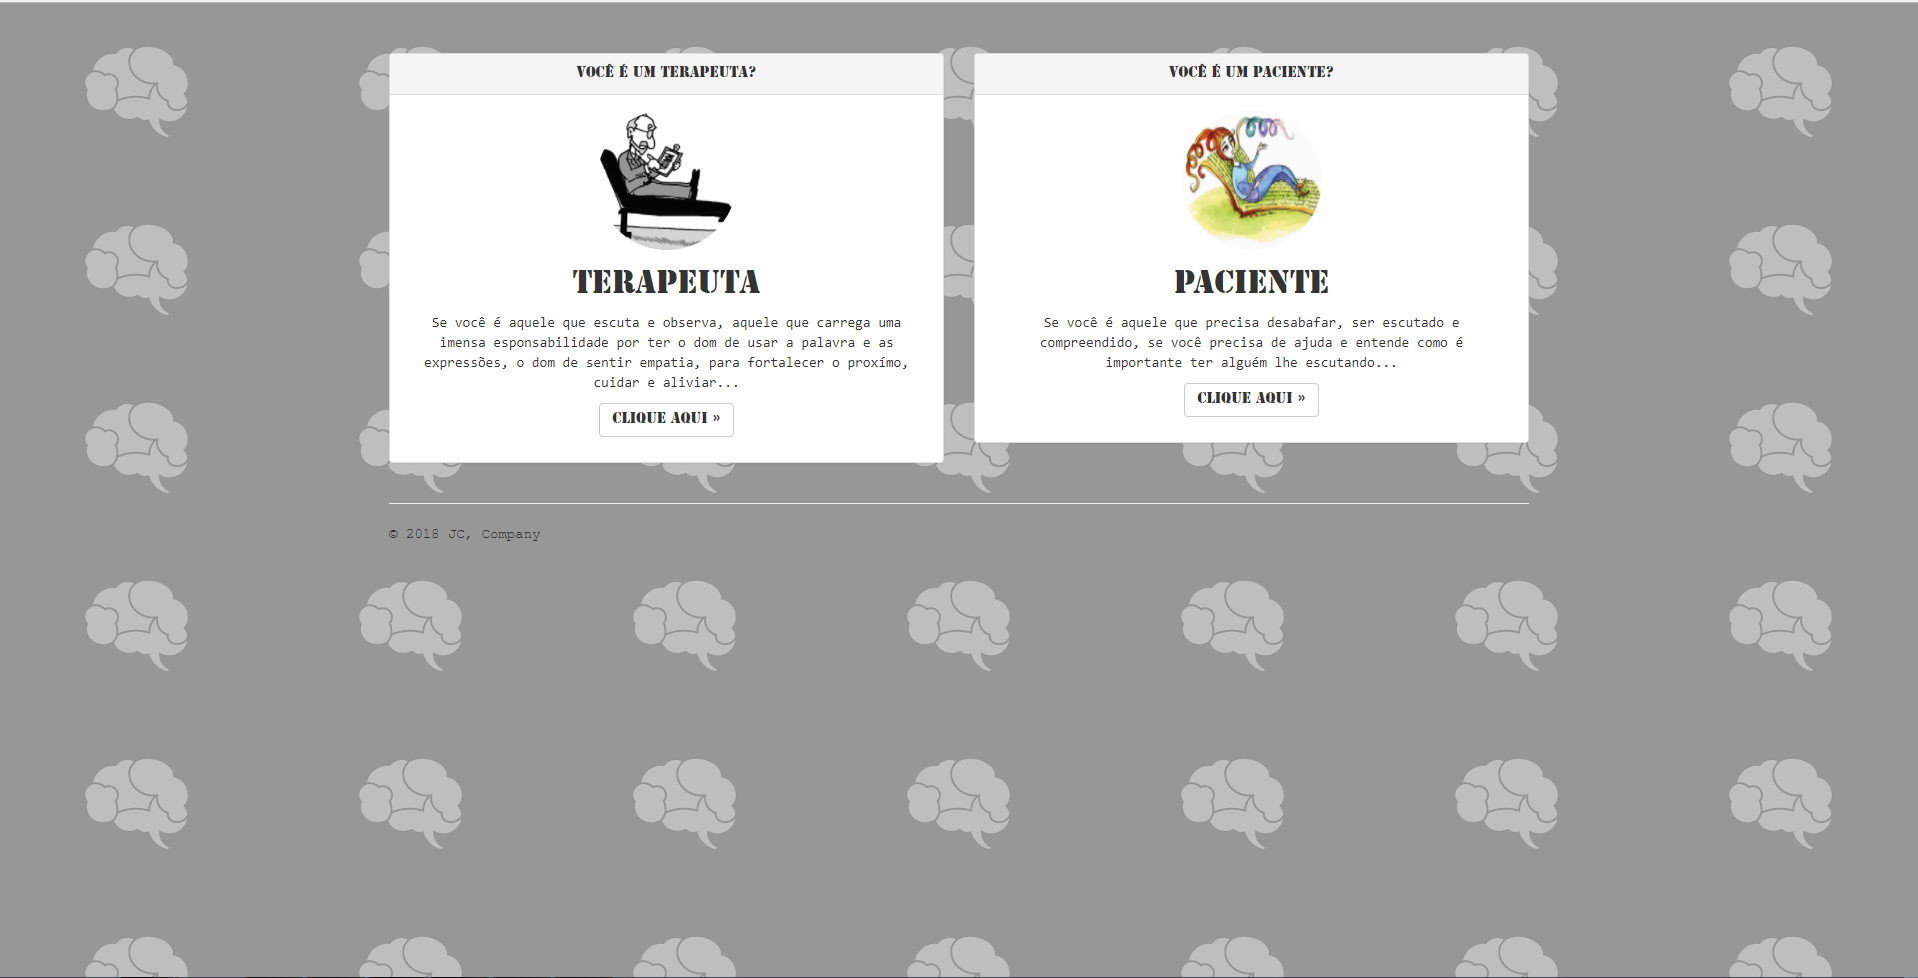 VOCÊ É UM TERAPEUTA?
TERAPEUTA
Se você é aquele que escuta e observa, aquele que carrega uma
imensa esponsabilidade por ter o dom de usar a palavra e as
expressões, o dom de sentir empatia, para fortalecer o proxímo,
cuidar e aliviar...
CLIQUE AQUI »
VOCÊ É UM PACIENTE?
PACIENTE
Se você é aquele que precisa desabafar, ser escutado e
compreendido, se você precisa de ajuda e entende como é
importante ter alguém lhe escutando...
CLIQUE AQUI »
© 2018 JC, Company